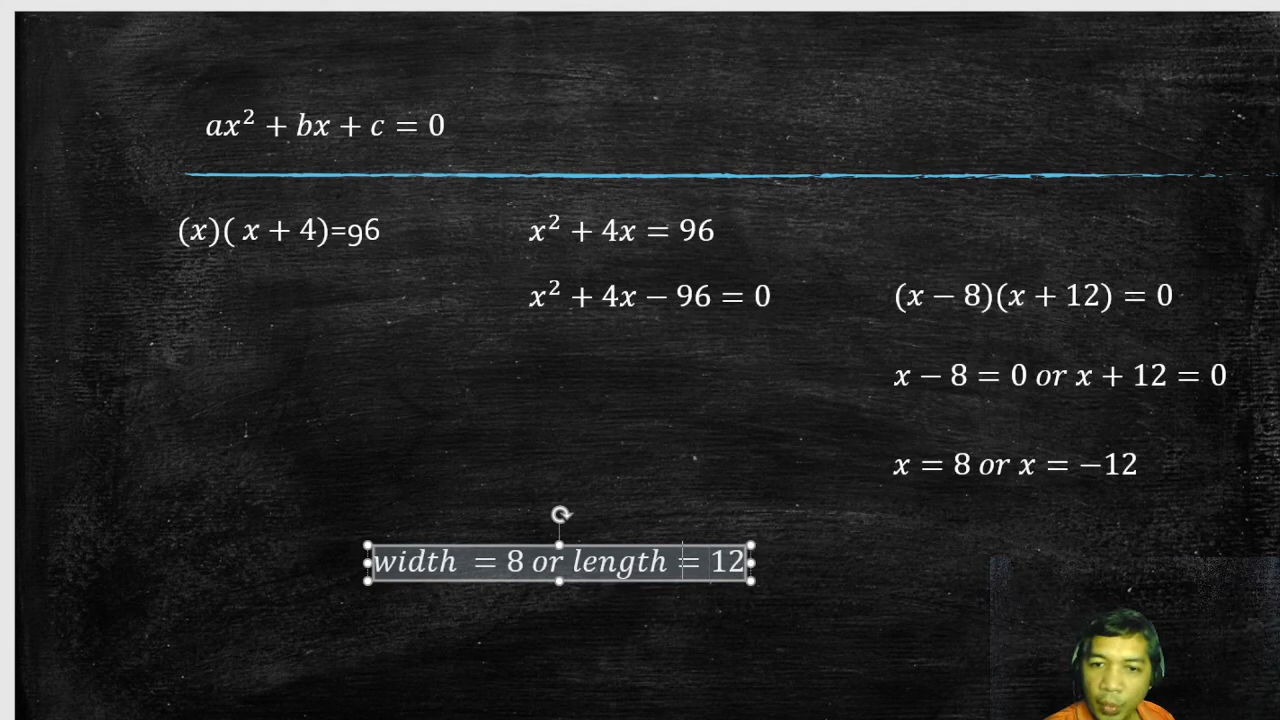 ax² + bx + c = 0
(x)( x + 4)=96
x² + 4x = 96
x² + 4x − 96 = 0
(x − 8)(x + 12) = 0
x − 8 = 0 or x + 12 = 0
x = 8 or x = −12
width = 8 or length = 12